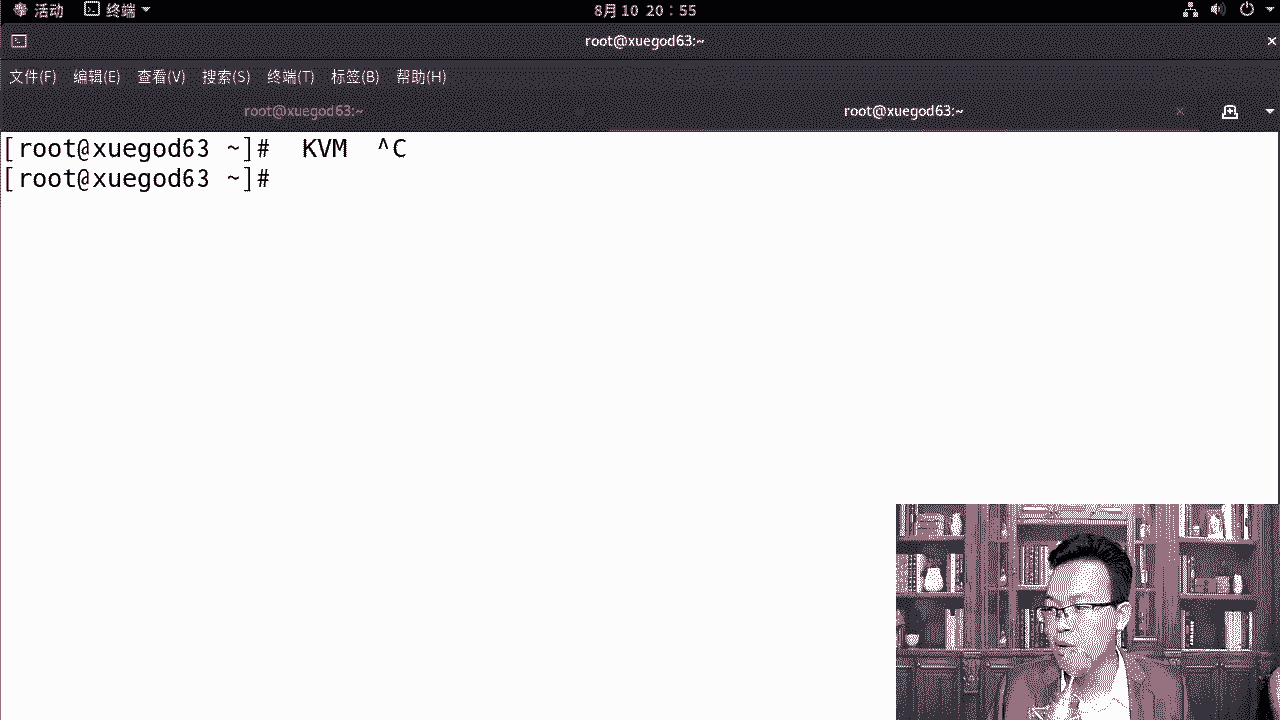 活动 终端 8月 10 20：55
root@xuegod63:~
文件(F) 编辑(E) 查看(V) 搜索(S) 终端(T) 标签(B) 帮助(H)
root@xuegod63:~ root@xuegod63:~
[root@xuegod63 ~]# KVM ^C
[root@xuegod63 ~]#